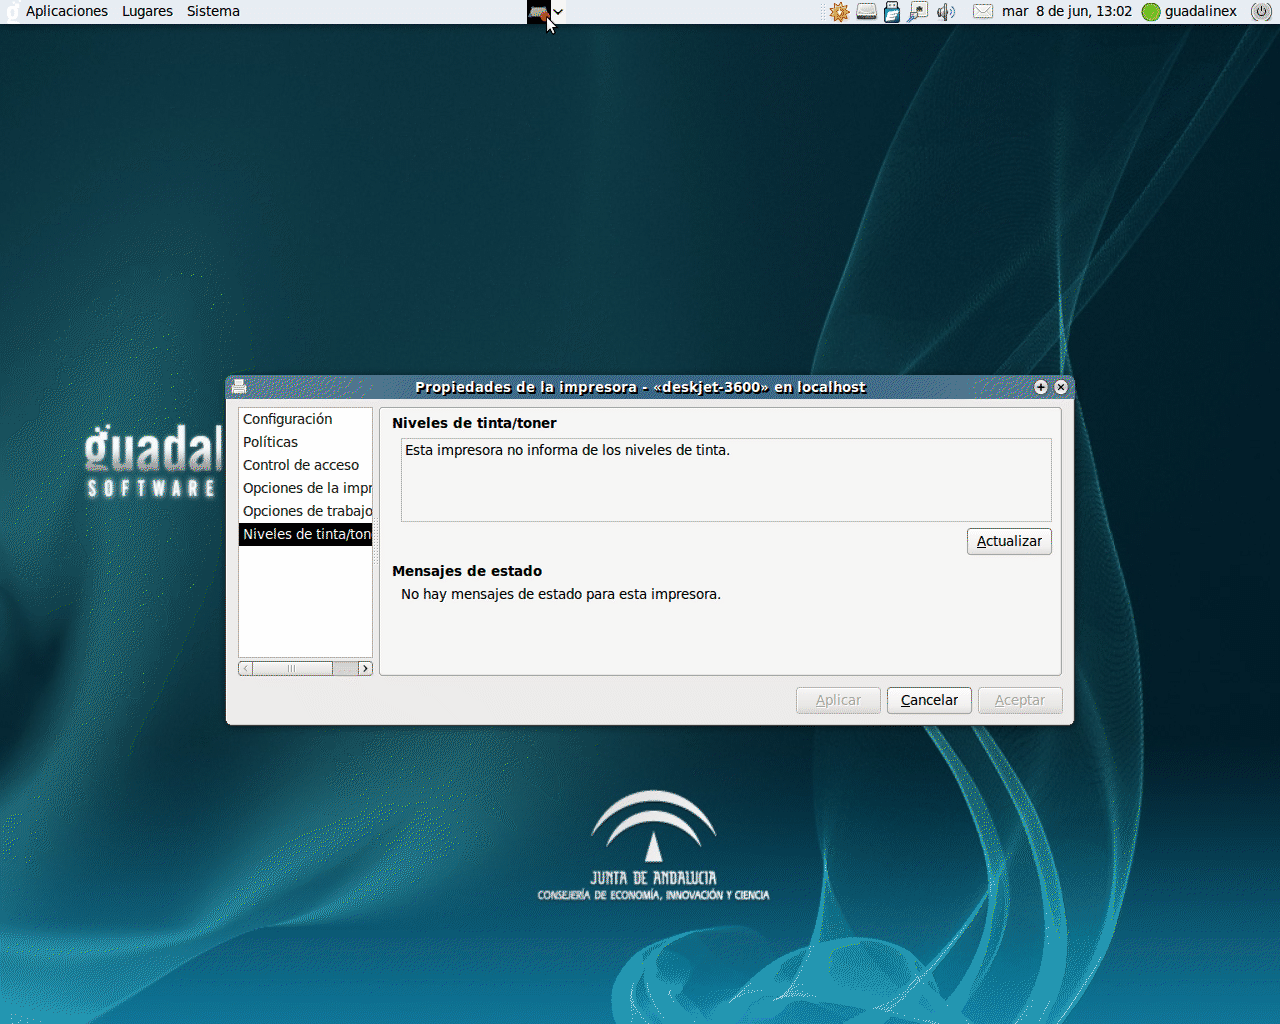 Aplicaciones Lugares Sistema mar 8 de jun, 13:02 guadalinex
Propiedades de la impresora - «deskjet-3600» en localhost
Configuración
Políticas
Control de acceso
Opciones de la impr
Opciones de trabajo
Niveles de tinta/ton
Niveles de tinta/toner
Esta impresora no informa de los niveles de tinta.
Actualizar
Mensajes de estado
No hay mensajes de estado para esta impresora.
Aplicar Cancelar Aceptar
guadal
SOFTWARE
JUNTA DE ANDALUCIA
CONSEJERÍA DE ECONOMÍA, INNOVACIÓN Y CIENCIA